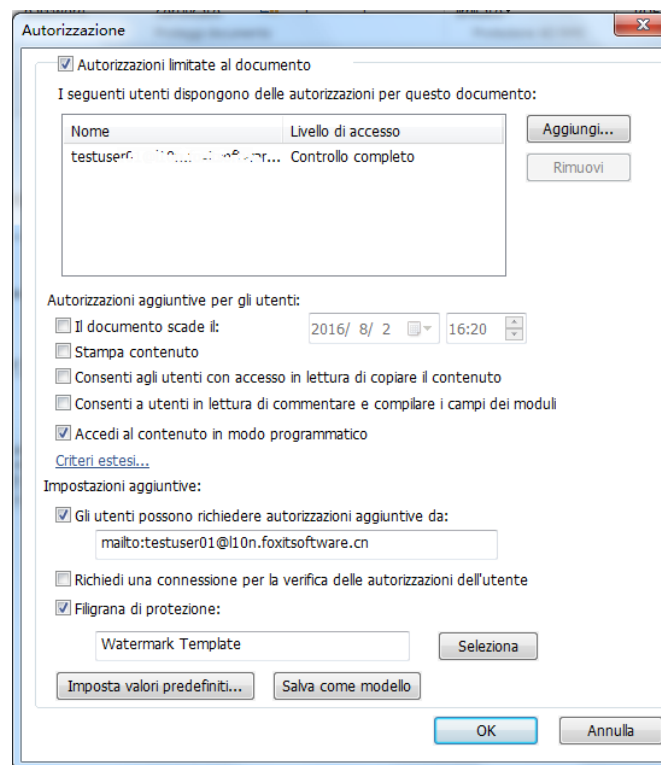 Autorizzazione
Autorizzazioni limitate al documento
I seguenti utenti dispongono delle autorizzazioni per questo documento:
Nome Livello di accesso
Controllo completo
Aggiungi...
Rimuovi
Autorizzazioni aggiuntive per gli utenti:
Il documento scade il: 2016/ 8/ 2 16:20
Stampa contenuto
Consenti agli utenti con accesso in lettura di copiare il contenuto
Consenti a utenti in lettura di commentare e compilare i campi dei moduli
Accedi al contenuto in modo programmatico
Criteri estesi...
Impostazioni aggiuntive:
Gli utenti possono richiedere autorizzazioni aggiuntive da:
mailto:testuser01@l10n.foxitsoftware.cn
Richiedi una connessione per la verifica delle autorizzazioni dell'utente
Filigrana di protezione:
Watermark Template Seleziona
Imposta valori predefiniti... Salva come modello
OK Annulla